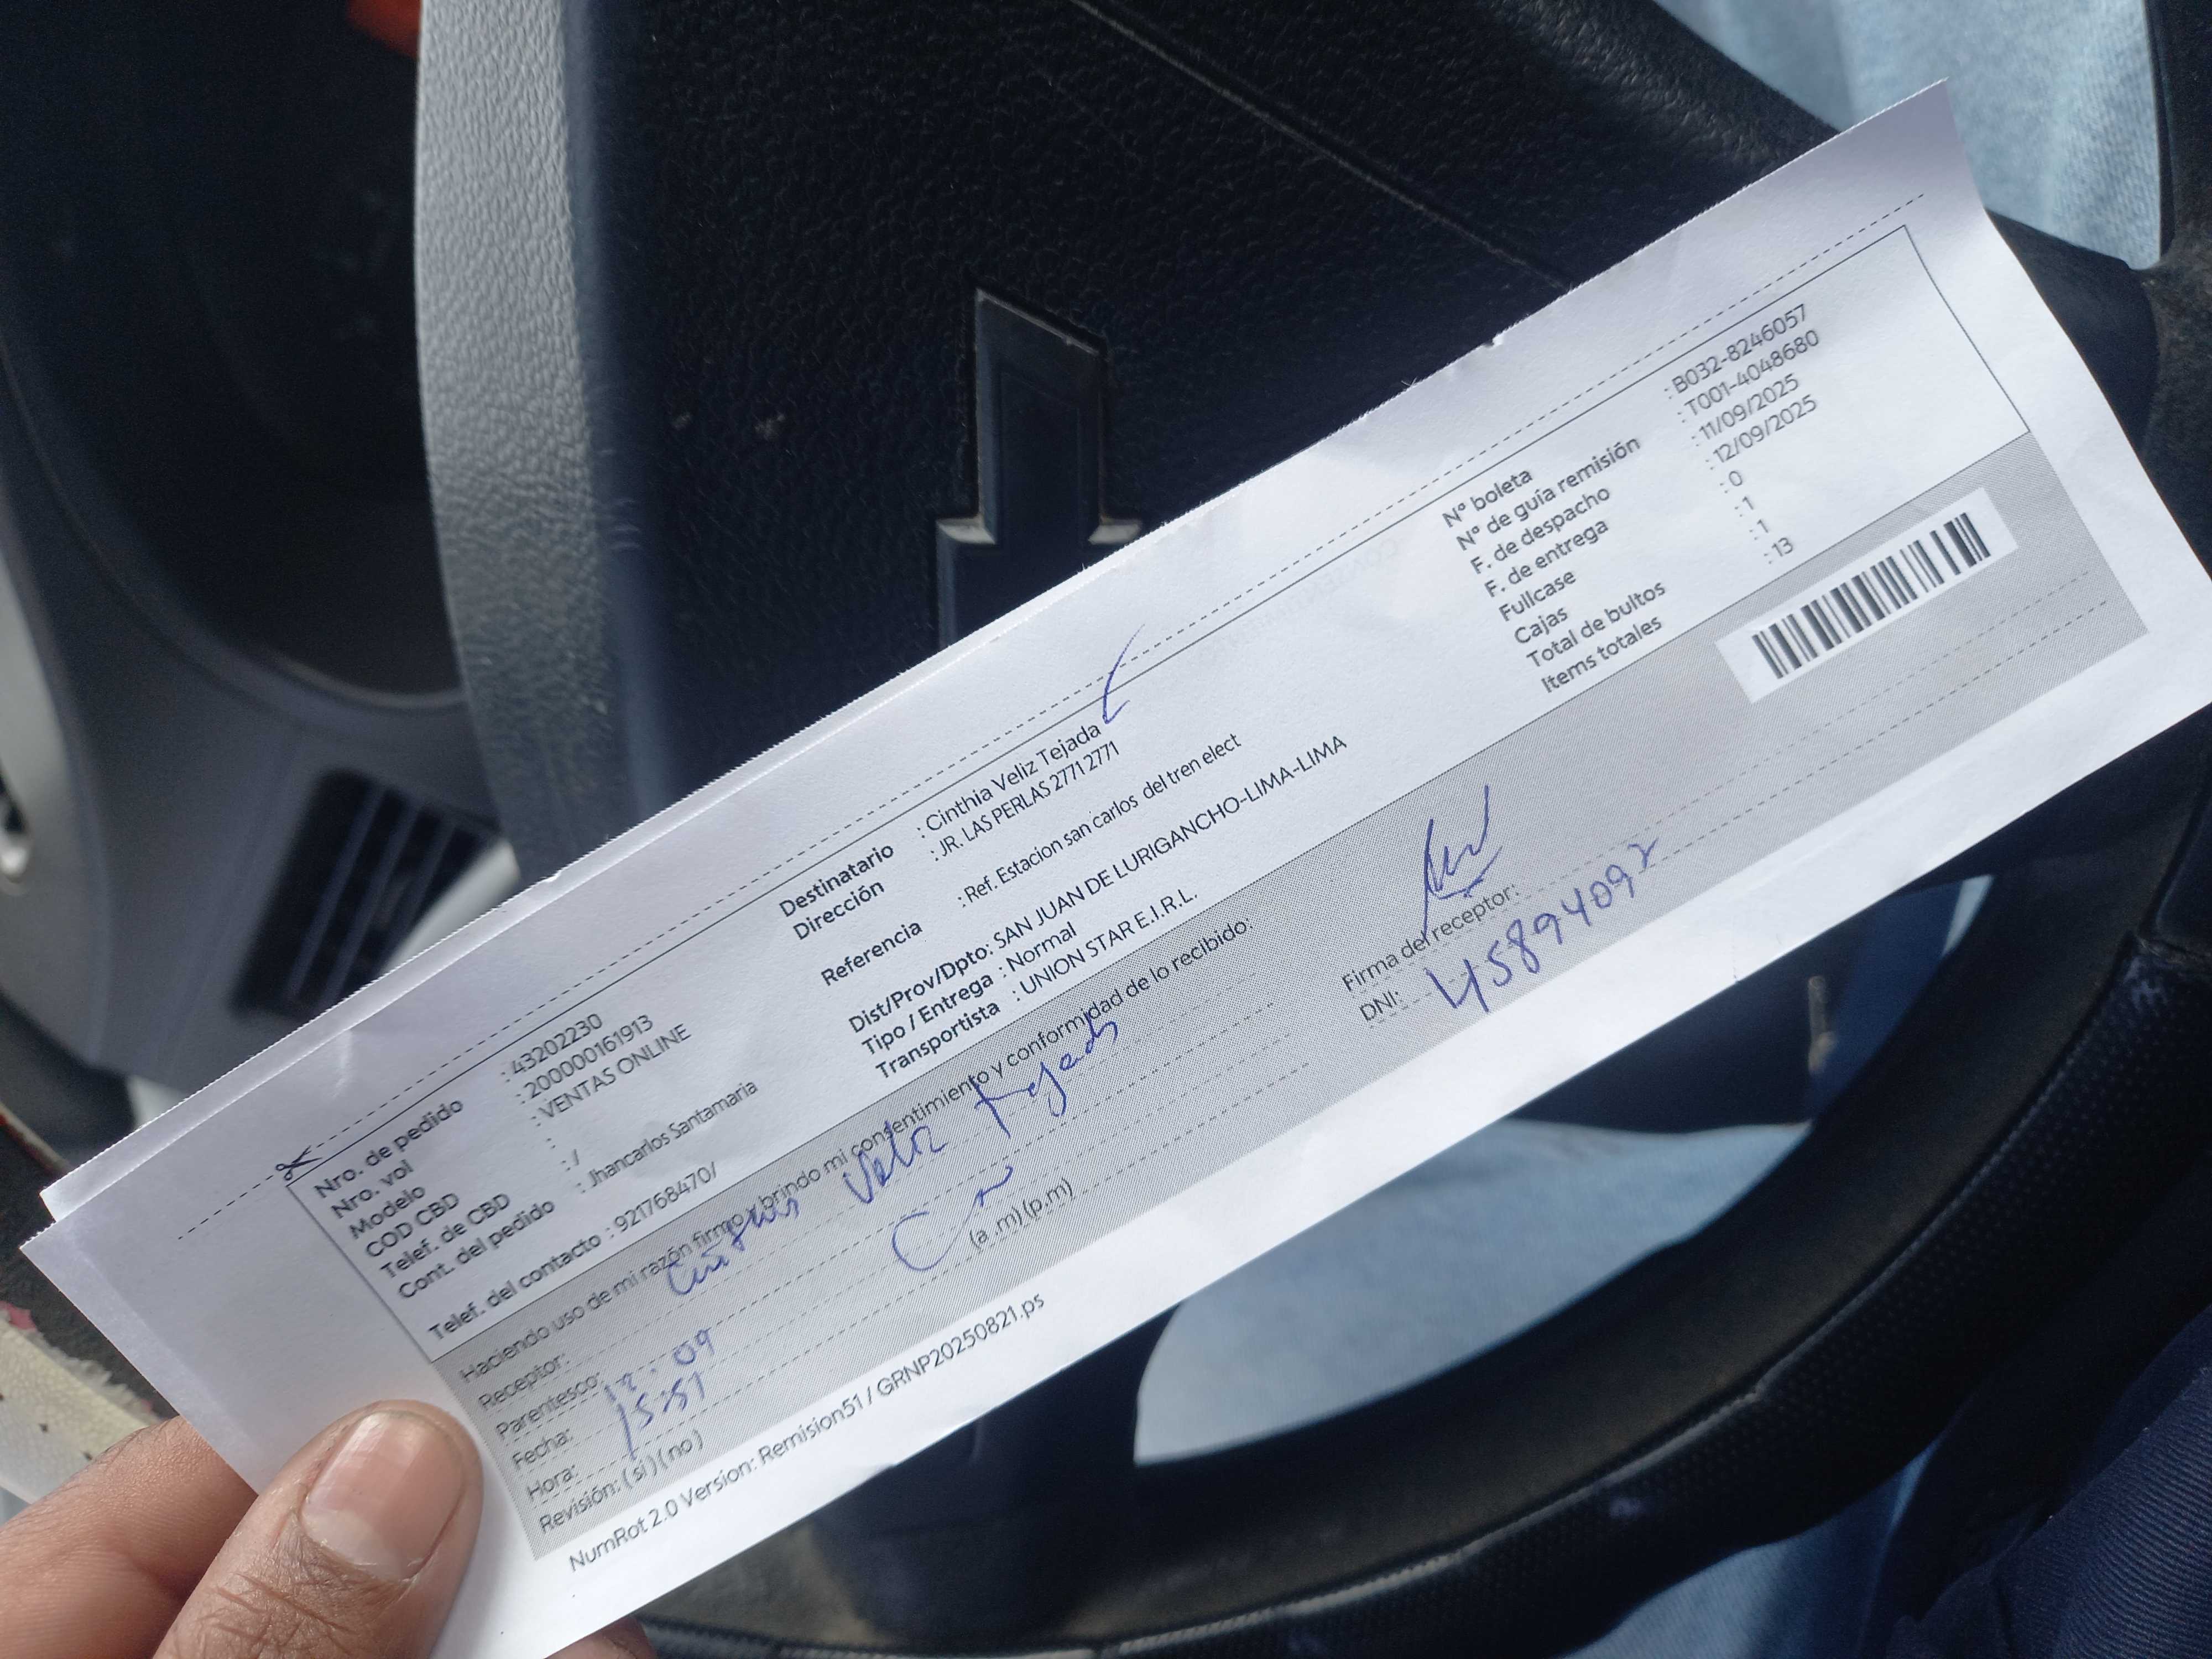 Nro. de pedido : 43202230
Nro. vol : 200000161913
Modelo : VENTAS ONLINE
COD CBD :
Telef. de CBD : /
Cont. del pedido : Jhancarlos Santamaria
Telef. del contacto : 921768470/
Destinatario : Cinthia Veliz Tejada
Dirección : JR. LAS PERLAS 2771 2771
Referencia : Ref. Estacion san carlos del tren elect
Dist/Prov/Dpto: SAN JUAN DE LURIGANCHO-LIMA-LIMA
Tipo / Entrega : Normal
Transportista : UNION STAR E.I.R.L.
N° boleta : B032-8246057
N° de guía remisión : T001-4048680
F. de despacho : 11/09/2025
F. de entrega : 12/09/2025
Fullcase : 0
Cajas : 1
Total de bultos : 1
Items totales : 13
Haciendo uso de mi razón firmo y brindo mi consentimiento y conformidad de lo recibido:
Receptor: Veliz Tejada
Parentesco:
Fecha: 12.09
Hora: 15:51 (a .m) (p.m)
Revisión: (si) (no)
Firma del receptor:
DNI: 45894092
NumRot 2.0 Version: Remision51 / GRNP20250821.ps